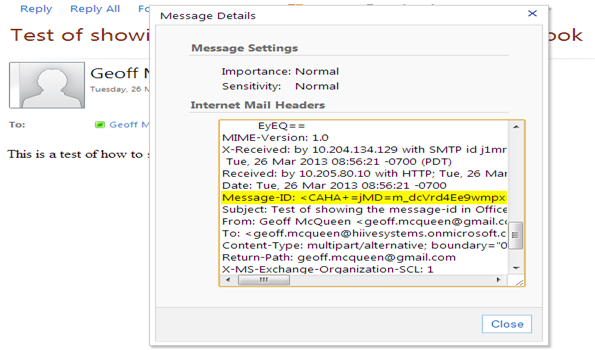 Reply Reply All Fo
Message Details
Test of showi ook
Message Settings
Geoff M
Importance: Normal
Tuesday, 26 M
Sensitivity: Normal
Internet Mail Headers
To: Geoff M
EyEQ==
MIME-Version: 1.0
X-Received: by 10.204.134.129 with SMTP id j1mr
Tue, 26 Mar 2013 08:56:21 -0700 (PDT)
This is a test of how to s
Received: by 10.205.80.10 with HTTP; Tue, 26 Mar
Date: Tue, 26 Mar 2013 08:56:21 -0700
Message-ID: <CAHA+=jMD=m_dcVrd4Ee9wmpx
Subject: Test of showing the message-id in Office
From: Geoff McQueen <geoff.mcqueen@gmail.co
To: <geoff.mcqueen@hiivesystems.onmicrosoft.c
Content-Type: multipart/alternative; boundary="0
Return-Path: geoff.mcqueen@gmail.com
X-MS-Exchange-Organization-SCL: 1
Close